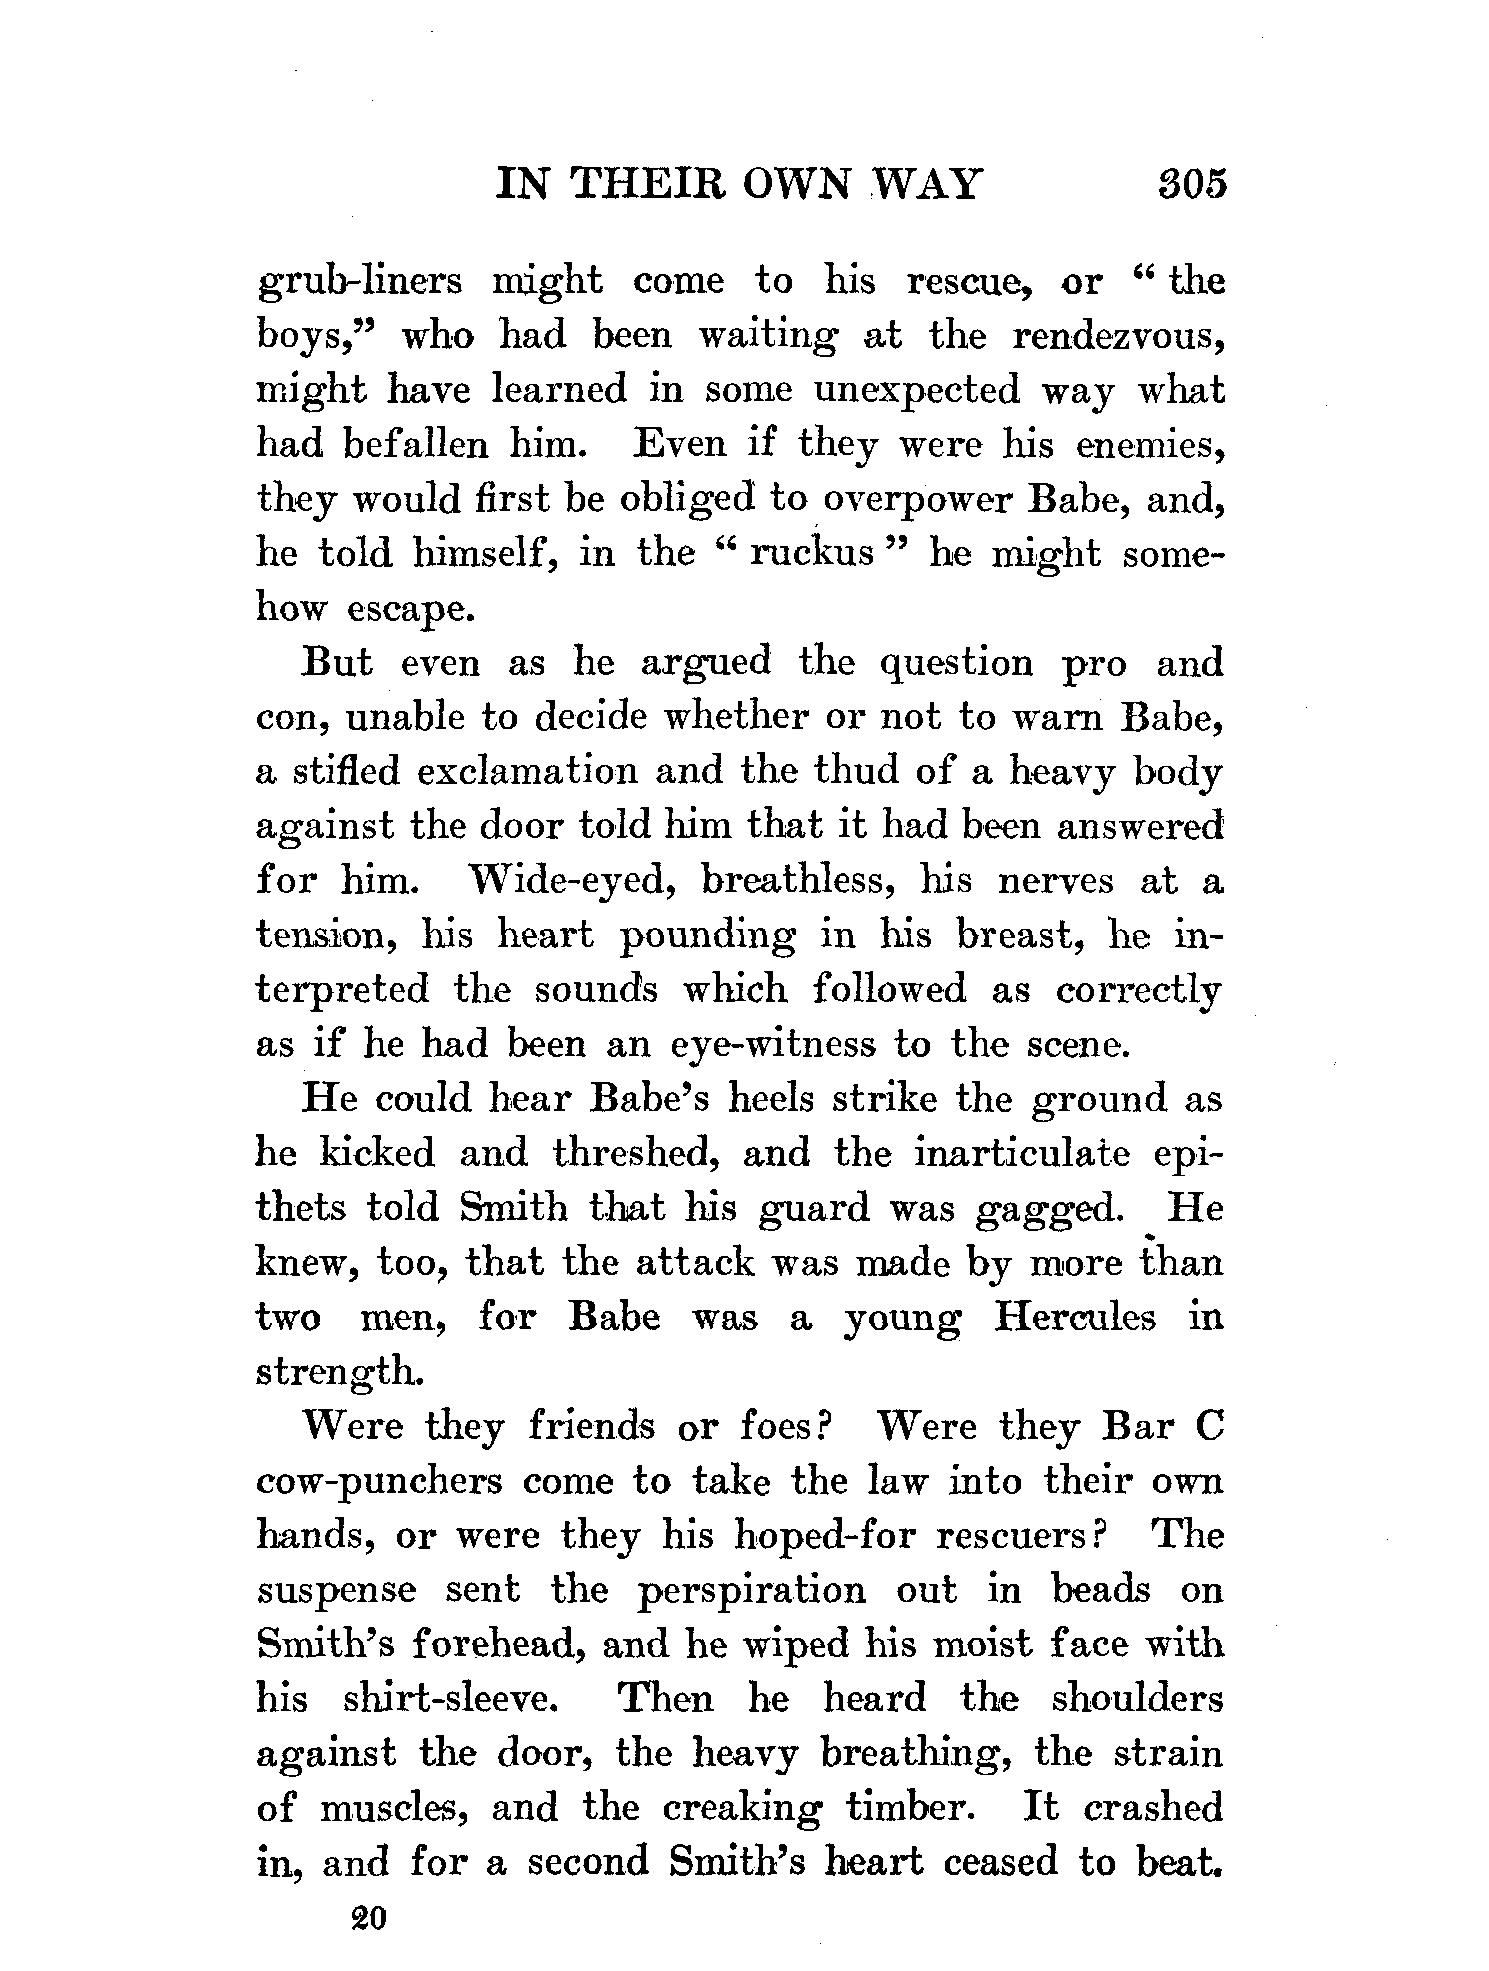 IN THEIR OWN WAY 305
grub-liners might come to his rescue, or “ the
boys,” who had been waiting at the rendezvous,
might have learned in some unexpected way what
had befallen him. Even if they were his enemies,
they would first be obliged to overpower Babe, and,
he told himself, in the “ ruckus ” he might some-
how escape.
But even as he argued the question pro and
con, unable to decide whether or not to warn Babe,
a stifled exclamation and the thud of a heavy body
against the door told him that it had been answered
for him. Wide-eyed, breathless, his nerves at a
tension, his heart pounding in his breast, he in-
terpreted the sounds which followed as correctly
as if he had been an eye-witness to the scene.
He could hear Babe’s heels strike the ground as
he kicked and threshed, and the inarticulate epi-
thets told Smith that his guard was gagged. He
knew, too, that the attack was made by more than
two men, for Babe was a young Hercules in
strength.
Were they friends or foes? Were they Bar C
cow-punchers come to take the law into their own
hands, or were they his hoped-for rescuers? The
suspense sent the perspiration out in beads on
Smith’s forehead, and he wiped his moist face with
his shirt-sleeve. Then he heard the shoulders
against the door, the heavy breathing, the strain
of muscles, and the creaking timber. It crashed
in, and for a second Smith’s heart ceased to beat.
20